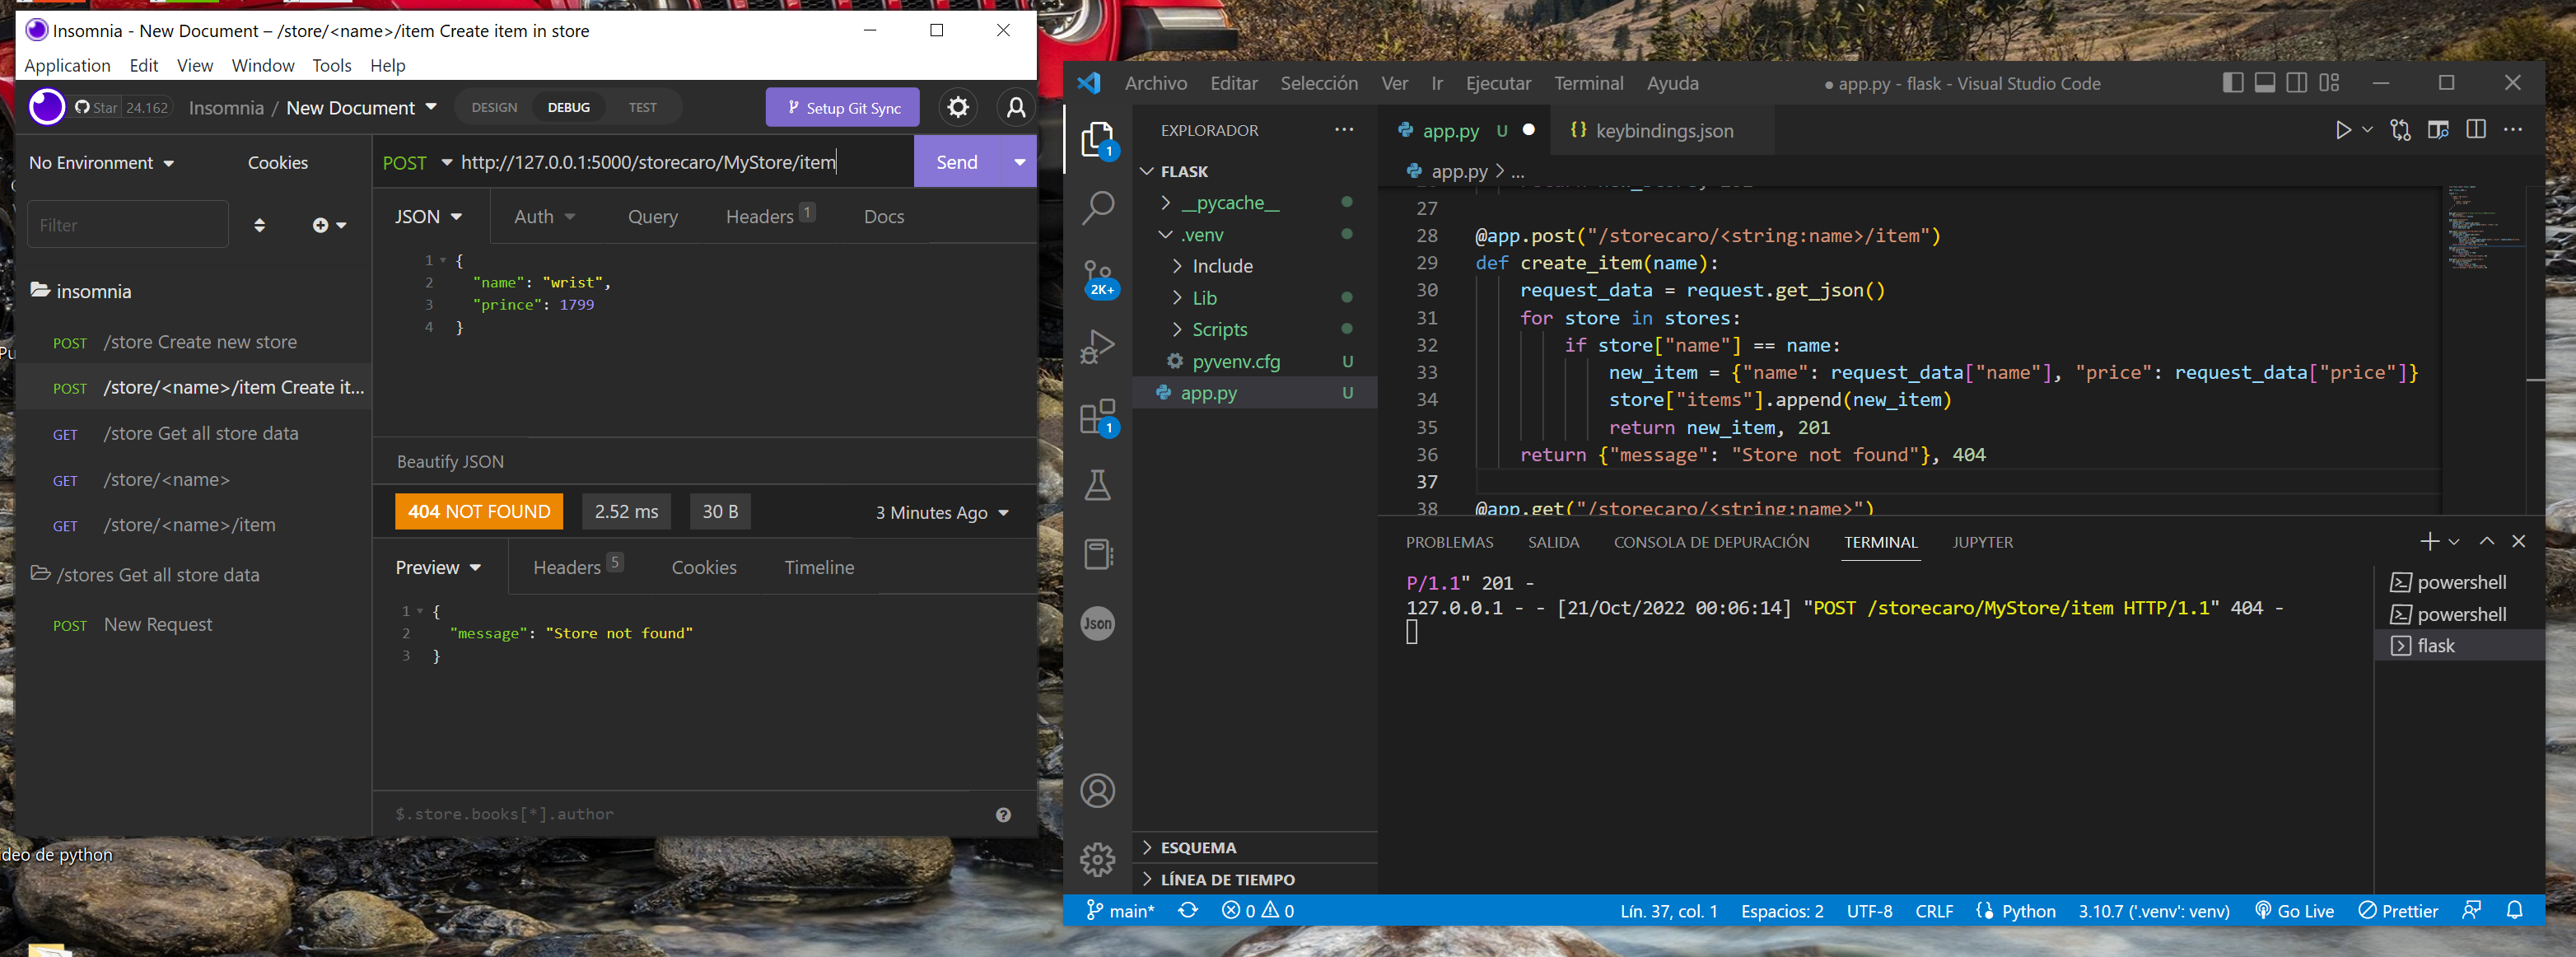 Insomnia - New Document – /store/<name>/item Create item in store
Application Edit View Window Tools Help
Star 24.162 Insomnia / New Document DESIGN DEBUG TEST Setup Git Sync
No Environment Cookies
Filter
insomnia
POST /store Create new store
POST /store/<name>/item Create it...
GET /store Get all store data
GET /store/<name>
GET /store/<name>/item
/stores Get all store data
POST New Request
POST http://127.0.0.1:5000/storecaro/MyStore/item Send
JSON Auth Query Headers 1 Docs
1 {
2 "name": "wrist",
3 "prince": 1799
4 }
Beautify JSON
404 NOT FOUND 2.52 ms 30 B 3 Minutes Ago
Preview Headers 5 Cookies Timeline
1 {
2 "message": "Store not found"
3 }
$.store.books[*].author
ideo de python
Archivo Editar Selección Ver Ir Ejecutar Terminal Ayuda
● app.py - flask - Visual Studio Code
EXPLORADOR
FLASK
__pycache__
.venv
Include
Lib
Scripts
pyvenv.cfg U
app.py U
ESQUEMA
LÍNEA DE TIEMPO
1
2K+
1
Json
app.py U {} keybindings.json
app.py > ...
27
28 @app.post("/storecaro/<string:name>/item")
29 def create_item(name):
30 request_data = request.get_json()
31 for store in stores:
32 if store["name"] == name:
33 new_item = {"name": request_data["name"], "price": request_data["price"]}
34 store["items"].append(new_item)
35 return new_item, 201
36 return {"message": "Store not found"}, 404
37
38 @app.get("/storecaro/<string:name>")
PROBLEMAS SALIDA CONSOLA DE DEPURACIÓN TERMINAL JUPYTER
P/1.1" 201 -
127.0.0.1 - - [21/Oct/2022 00:06:14] "POST /storecaro/MyStore/item HTTP/1.1" 404 -
powershell
powershell
flask
main* 0 0 Lín. 37, col. 1 Espacios: 2 UTF-8 CRLF Python 3.10.7 ('.venv': venv) Go Live Prettier